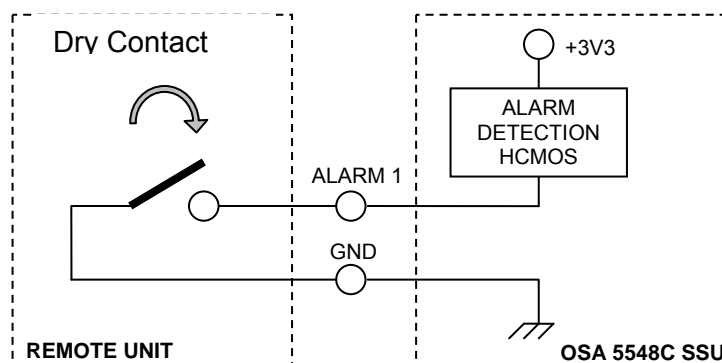 Dry Contact
+3V3
ALARM
DETECTION
HCMOS
ALARM 1
GND
REMOTE UNIT
OSA 5548C SSU